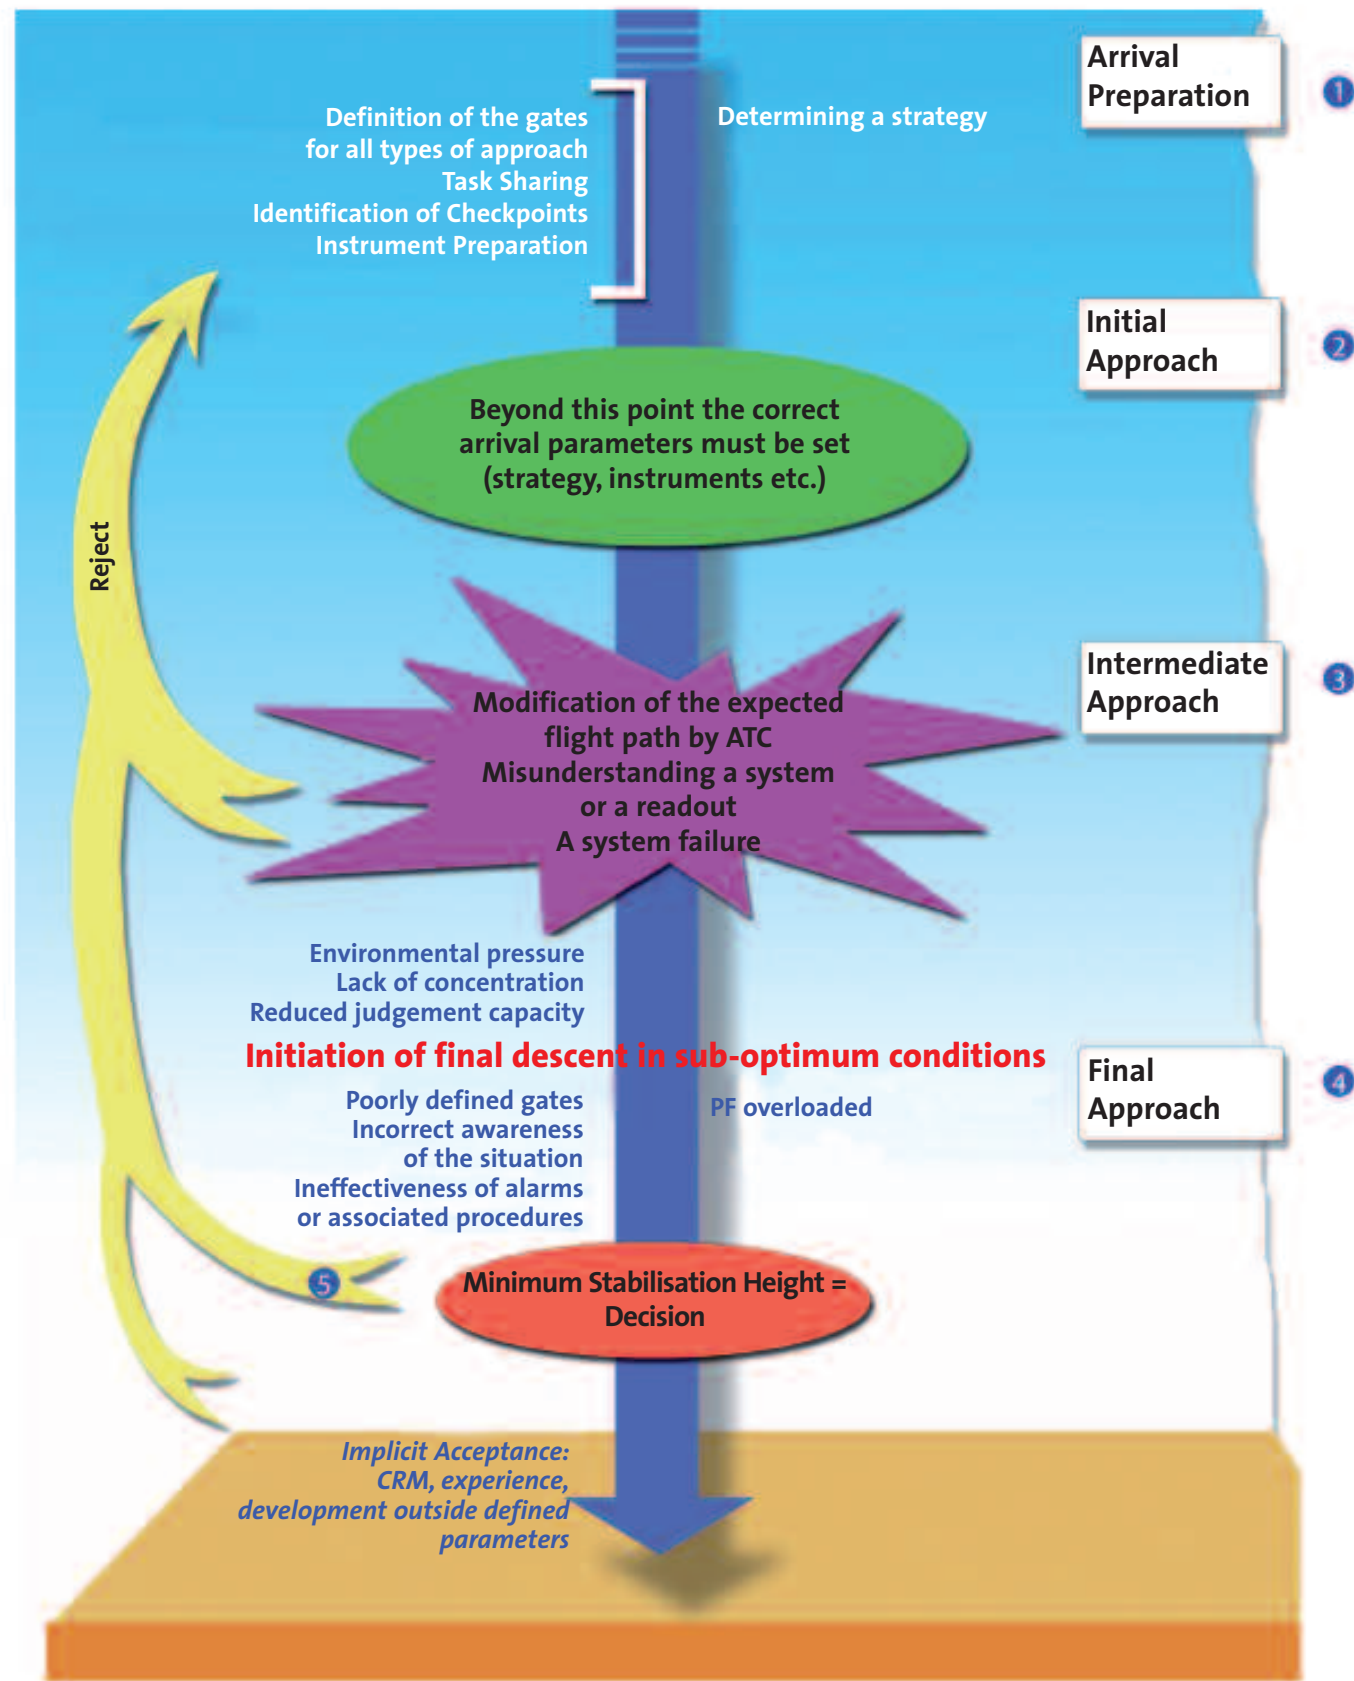 Arrival
Preparation
1
Definition of the gates
for all types of approach
Task Sharing
Identification of Checkpoints
Instrument Preparation
Determining a strategy
Initial
Approach
2
Beyond this point the correct
arrival parameters must be set
(strategy, instruments etc.)
Reject
Intermediate
Approach
3
Modification of the expected
flight path by ATC
Misunderstanding a system
or a readout
A system failure
Environmental pressure
Lack of concentration
Reduced judgement capacity
Initiation of final descent in sub-optimum conditions
Final
Approach
4
Poorly defined gates
Incorrect awareness
of the situation
Ineffectiveness of alarms
or associated procedures
PF overloaded
5
Minimum Stabilisation Height =
Decision
Implicit Acceptance:
CRM, experience,
development outside defined
parameters